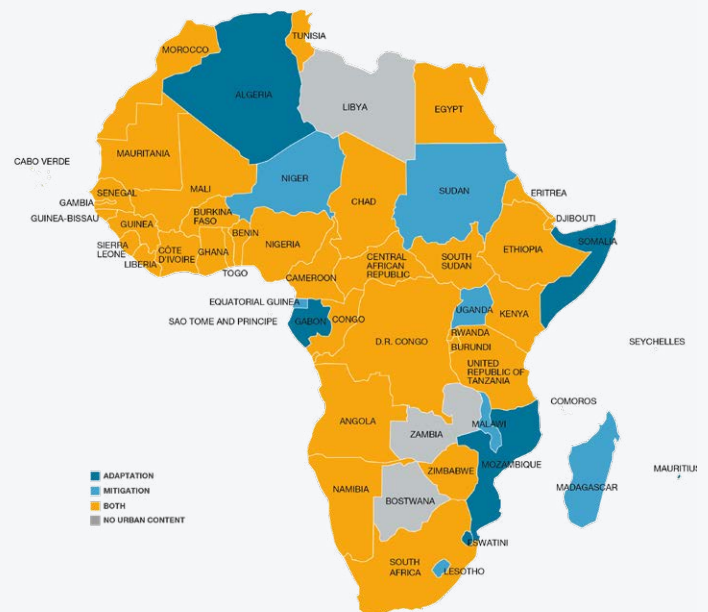 TUNISIA
MOROCCO
ALGERIA
LIBYA
EGYPT
CABO VERDE
MAURITANIA
MALI
NIGER
CHAD
SUDAN
ERITREA
SENEGAL
GAMBIA
GUINEA-BISSAU
GUINEA
BURKINA
FASO
BENIN
NIGERIA
DJIBOUTI
SOMALIA
SIERRA
LEONE
LIBERIA
CÔTE
D'IVOIRE
GHANA
TOGO
CAMEROON
CENTRAL
AFRICAN
REPUBLIC
SOUTH
SUDAN
ETHIOPIA
EQUATORIAL GUINEA
SAO TOME AND PRINCIPE
GABON
CONGO
D.R. CONGO
UGANDA
KENYA
RWANDA
BURUNDI
UNITED
REPUBLIC OF
TANZANIA
SEYCHELLES
COMOROS
ANGOLA
ZAMBIA
MALAWI
MOZAMBIQUE
ZIMBABWE
MADAGASCAR
MAURITIUS
NAMIBIA
BOSTWANA
ESWATINI
SOUTH
AFRICA
LESOTHO
ADAPTATION
MITIGATION
BOTH
NO URBAN CONTENT